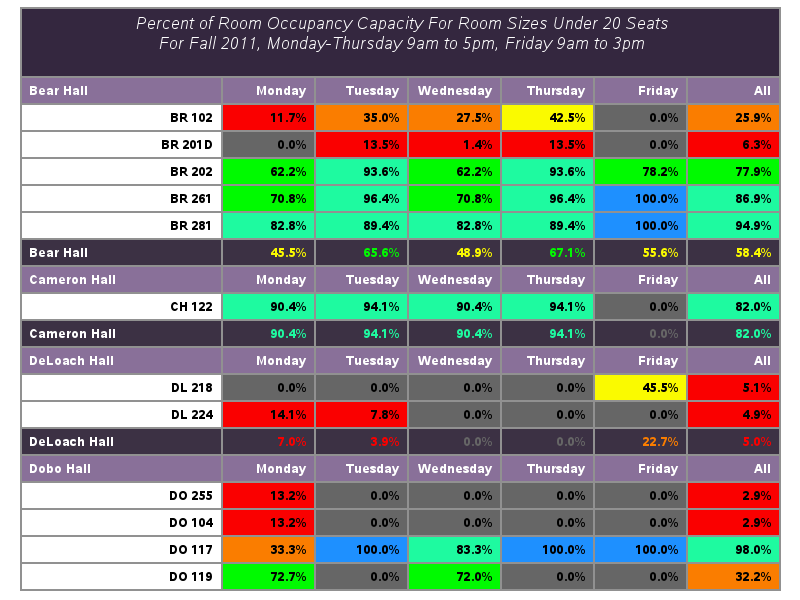 Percent of Room Occupancy Capacity For Room Sizes Under 20 Seats
For Fall 2011, Monday-Thursday 9am to 5pm, Friday 9am to 3pm
Bear Hall Monday Tuesday Wednesday Thursday Friday All
BR 102 11.7% 35.0% 27.5% 42.5% 0.0% 25.9%
BR 201D 0.0% 13.5% 1.4% 13.5% 0.0% 6.3%
BR 202 62.2% 93.6% 62.2% 93.6% 78.2% 77.9%
BR 261 70.8% 96.4% 70.8% 96.4% 100.0% 86.9%
BR 281 82.8% 89.4% 82.8% 89.4% 100.0% 94.9%
Bear Hall 45.5% 65.6% 48.9% 67.1% 55.6% 58.4%
Cameron Hall Monday Tuesday Wednesday Thursday Friday All
CH 122 90.4% 94.1% 90.4% 94.1% 0.0% 82.0%
Cameron Hall 90.4% 94.1% 90.4% 94.1% 0.0% 82.0%
DeLoach Hall Monday Tuesday Wednesday Thursday Friday All
DL 218 0.0% 0.0% 0.0% 0.0% 45.5% 5.1%
DL 224 14.1% 7.8% 0.0% 0.0% 0.0% 4.9%
DeLoach Hall 7.0% 3.9% 0.0% 0.0% 22.7% 5.0%
Dobo Hall Monday Tuesday Wednesday Thursday Friday All
DO 255 13.2% 0.0% 0.0% 0.0% 0.0% 2.9%
DO 104 13.2% 0.0% 0.0% 0.0% 0.0% 2.9%
DO 117 33.3% 100.0% 83.3% 100.0% 100.0% 98.0%
DO 119 72.7% 0.0% 72.0% 0.0% 0.0% 32.2%